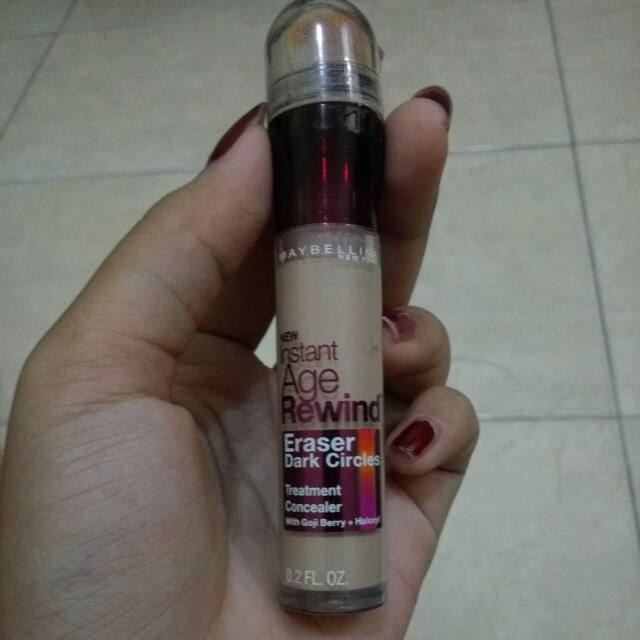 MAYBELLINE
NEW YORK
NEW
Instant
Age
Rewind
Eraser
Dark Circles
Treatment
Concealer
With Goji Berry + Haloxyl
0.2 FL. OZ.